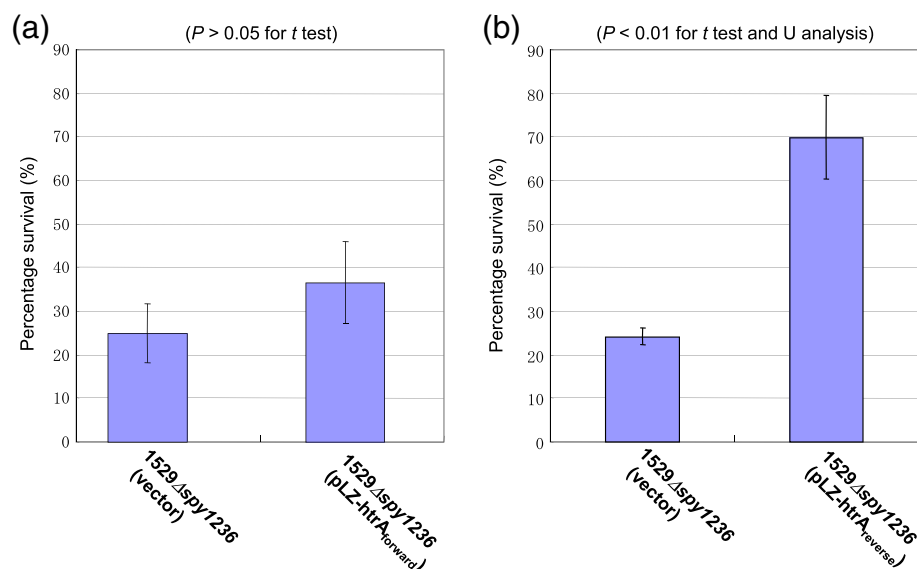 (a)
(P > 0.05 for t test)
Percentage survival (%)
90
80
70
60
50
40
30
20
10
0
1529Δspy1236
(vector)
1529Δspy1236
(pLZ-htrAforward)
(b)
(P < 0.01 for t test and U analysis)
Percentage survival (%)
90
80
70
60
50
40
30
20
10
0
1529Δspy1236
(vector)
1529Δspy1236
(pLZ-htrAreverse)